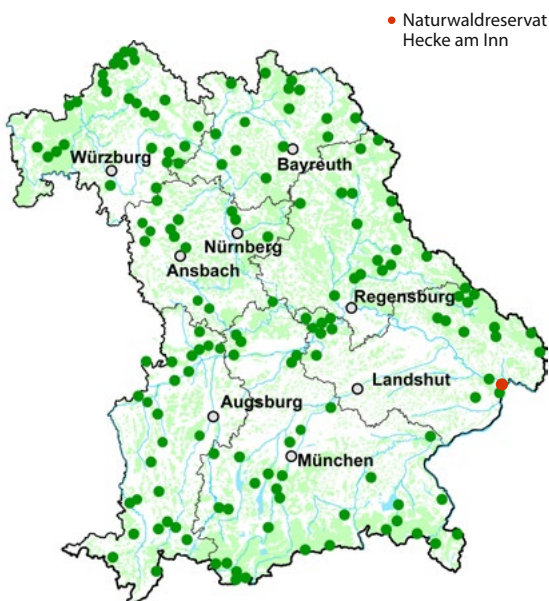 Naturwaldreservat
Hecke am Inn
Würzburg
Bayreuth
Nürnberg
Ansbach
Regensburg
Landshut
Augsburg
München